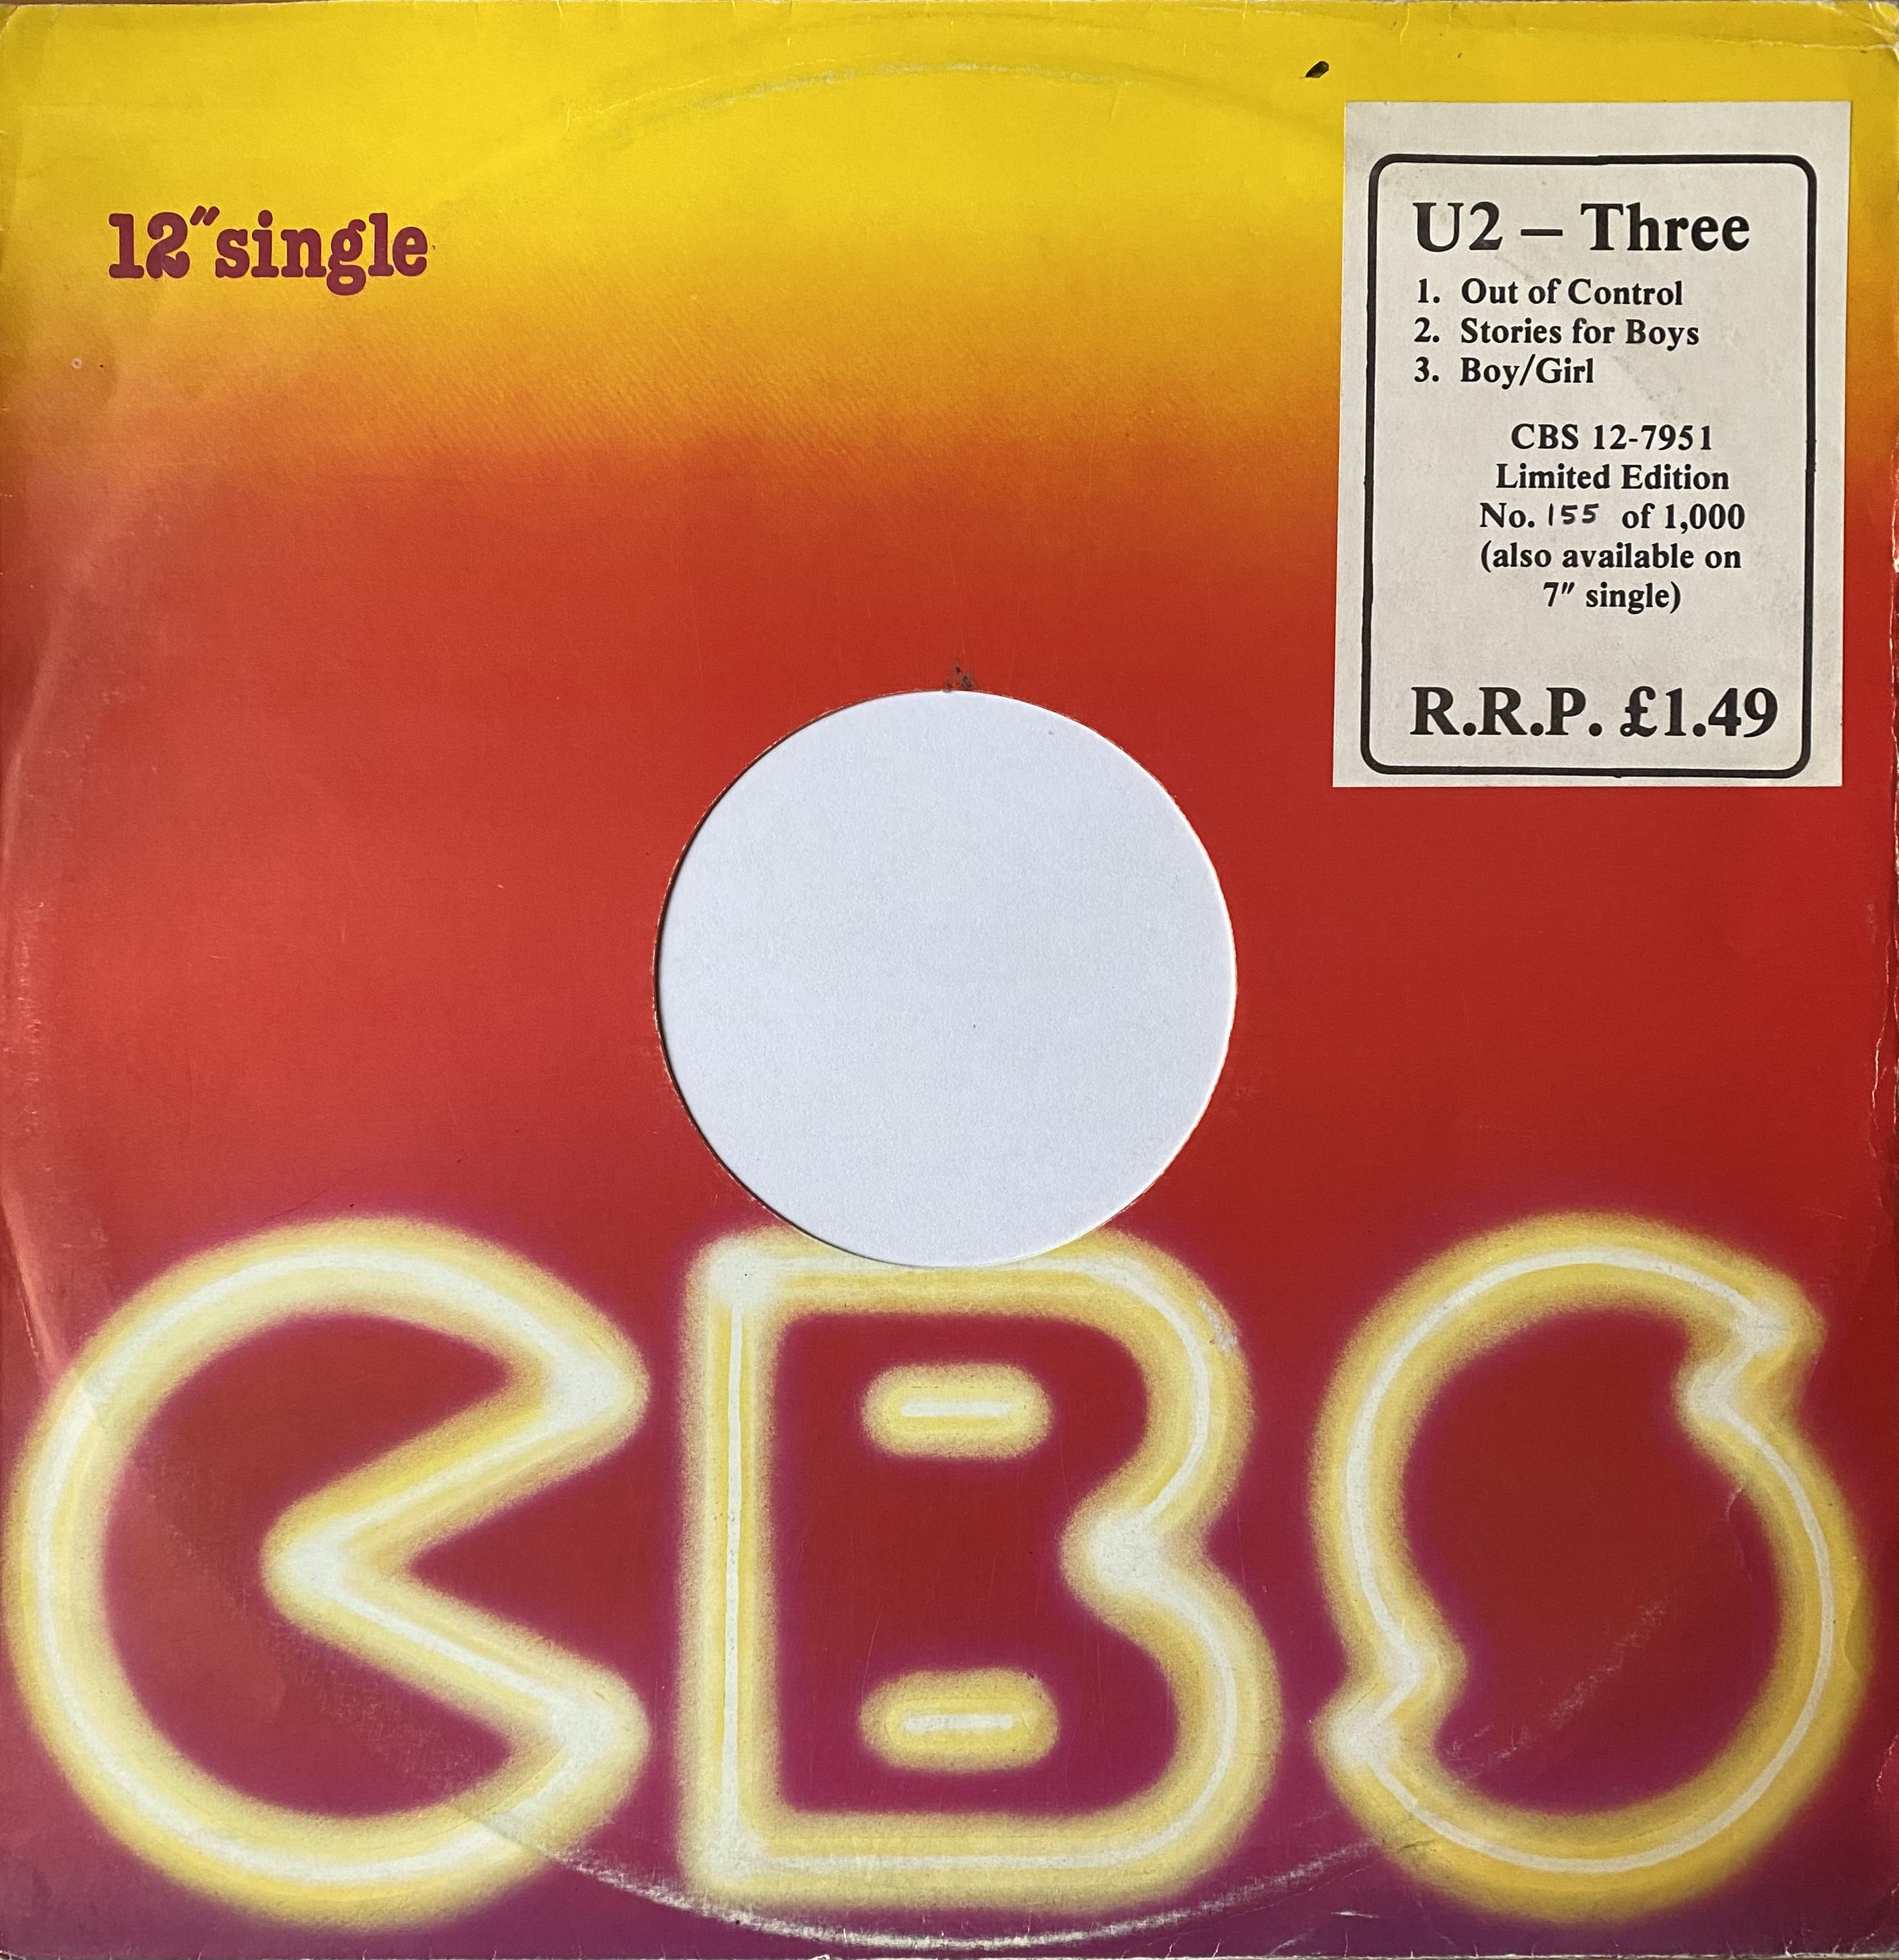 12″single
U2 – Three
1. Out of Control
2. Stories for Boys
3. Boy/Girl
CBS 12-7951
Limited Edition
No. 155 of 1,000
(also available on
7″ single)
R.R.P. £1.49
CBS